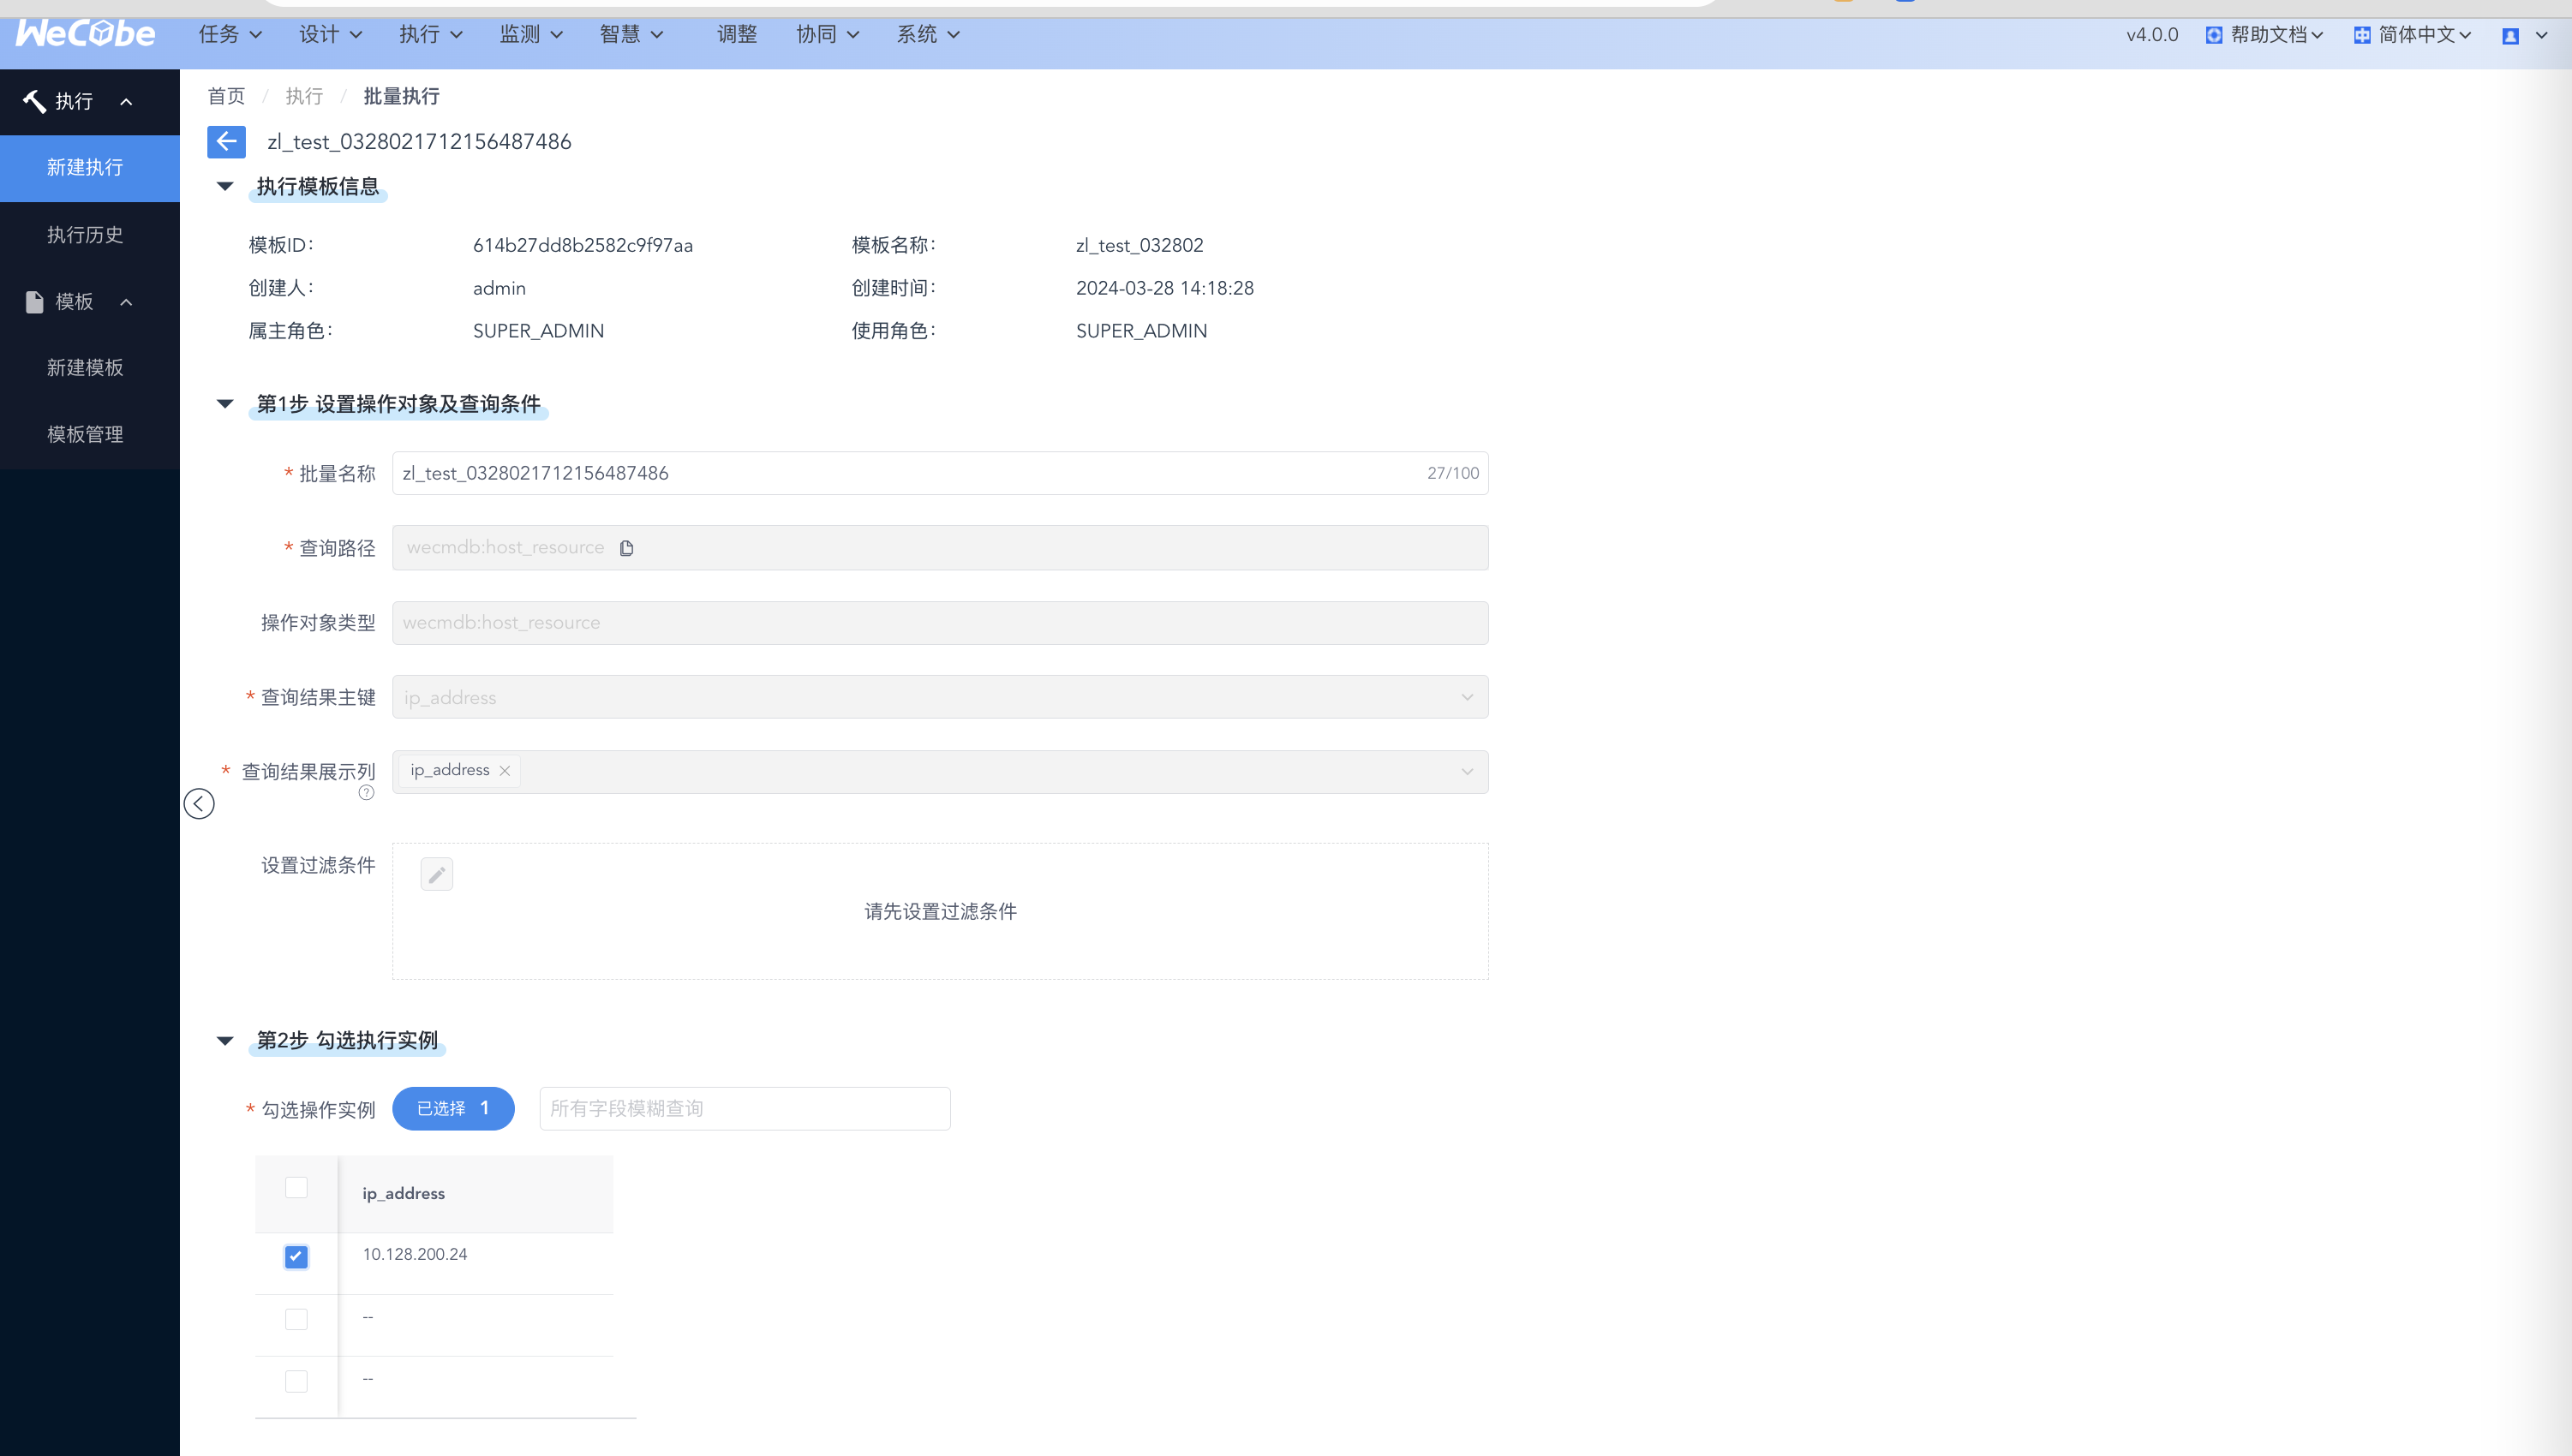 WeCube 任务 设计 执行 监测 智慧 调整 协同 系统 v4.0.0 帮助文档 简体中文
执行
新建执行
执行历史
模板
新建模板
模板管理
首页 / 执行 / 批量执行
zl_test_0328021712156487486
执行模板信息
模板ID: 614b27dd8b2582c9f97aa 模板名称: zl_test_032802
创建人: admin 创建时间: 2024-03-28 14:18:28
属主角色: SUPER_ADMIN 使用角色: SUPER_ADMIN
第1步 设置操作对象及查询条件
* 批量名称 zl_test_0328021712156487486 27/100
* 查询路径 wecmdb:host_resource
操作对象类型 wecmdb:host_resource
* 查询结果主键 ip_address
* 查询结果展示列 ip_address
设置过滤条件
请先设置过滤条件
第2步 勾选执行实例
* 勾选操作实例 已选择 1 所有字段模糊查询
ip_address
10.128.200.24
--
--